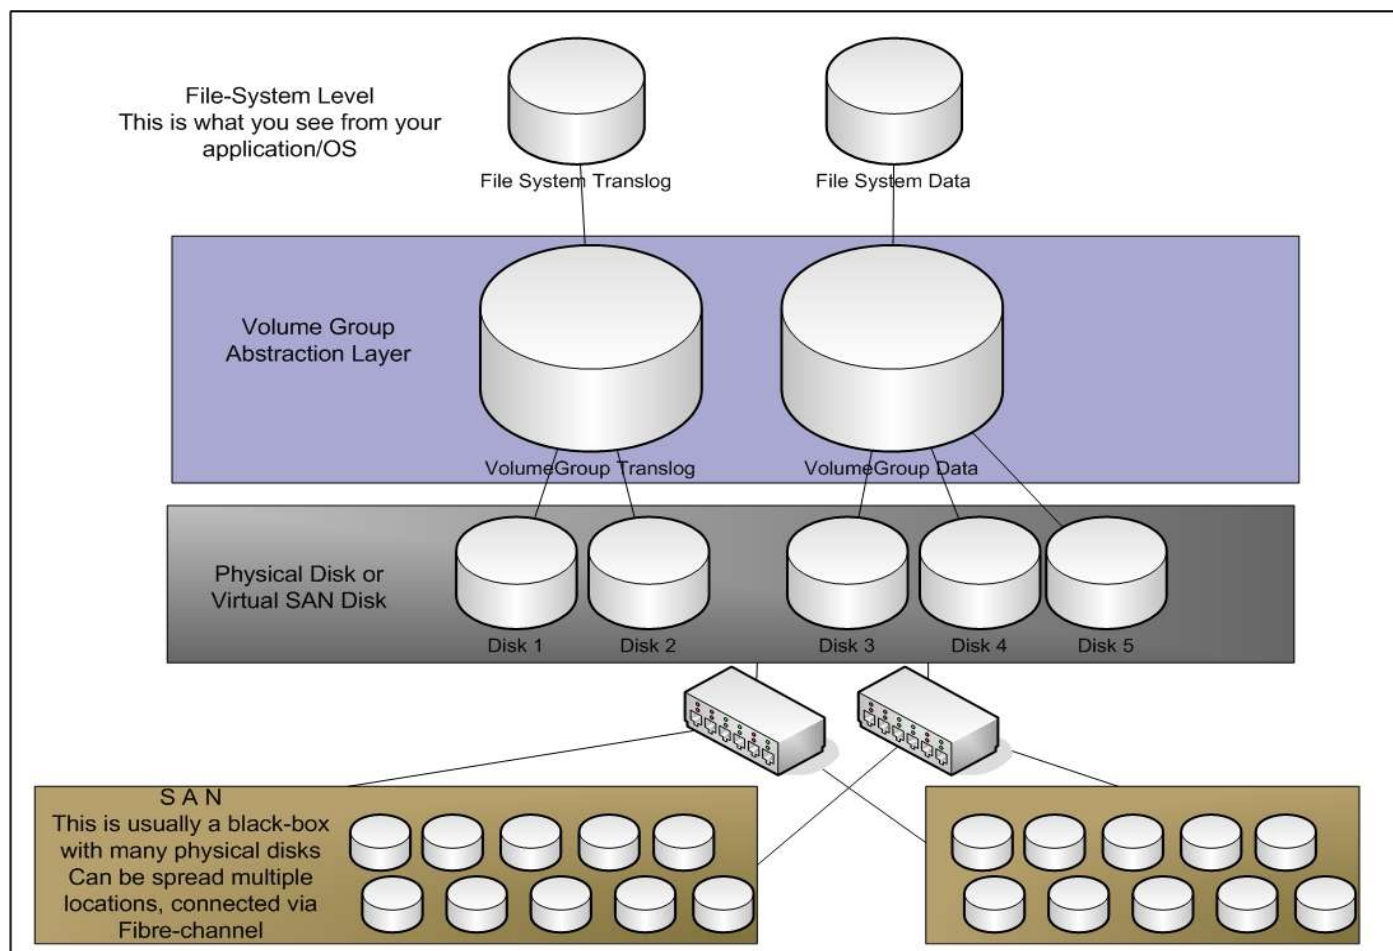 File-System Level
This is what you see from your
application/OS
File System Translog
File System Data
Volume Group
Abstraction Layer
VolumeGroup Translog
VolumeGroup Data
Physical Disk or
Virtual SAN Disk
Disk 1
Disk 2
Disk 3
Disk 4
Disk 5
S A N
This is usually a black-box
with many physical disks
Can be spread multiple
locations, connected via
Fibre-channel